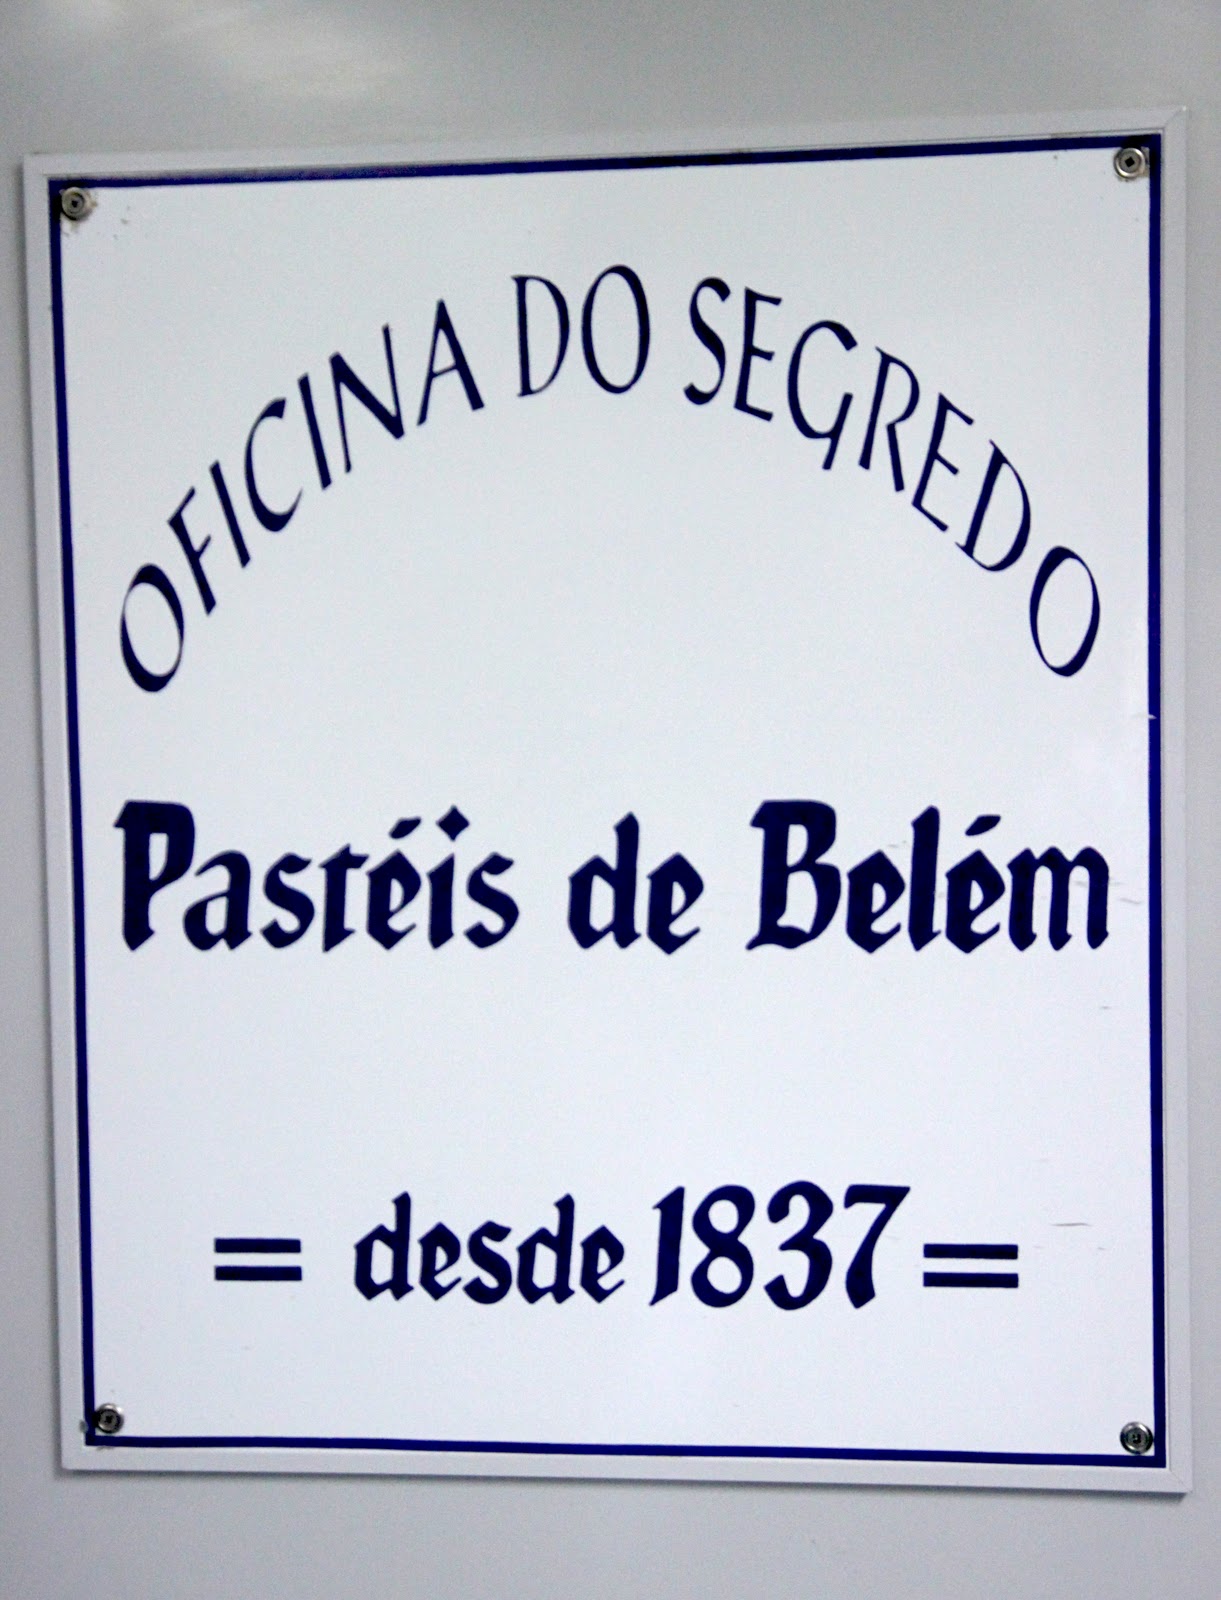 OFICINA DO SEGREDO
Pastéis de Belém
= desde 1837 =